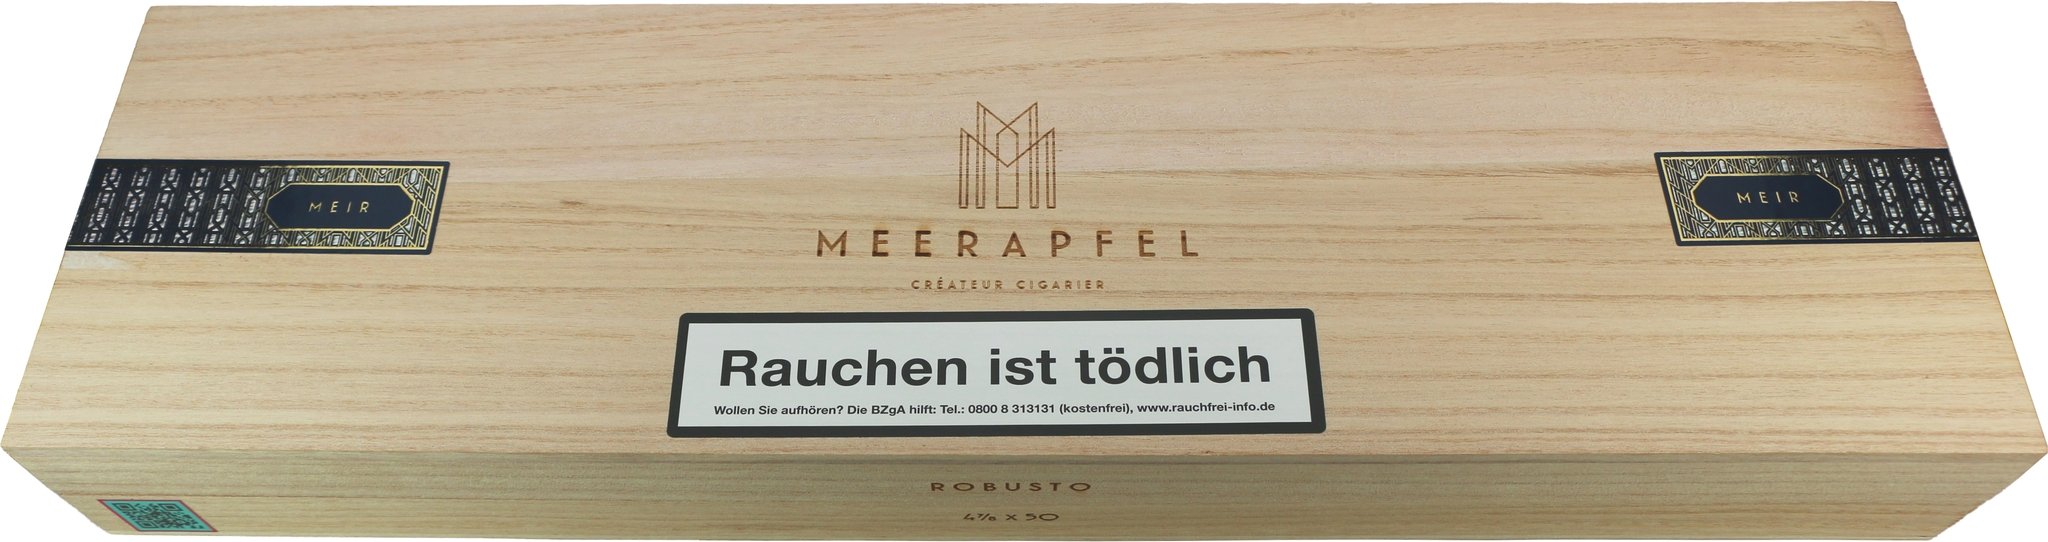 MEIR
MEIR
MEERAPFEL
CRÉATEUR CIGARIER
Rauchen ist tödlich
Wollen Sie aufhören? Die BZgA hilft: Tel.: 0800 8 313131 (kostenfrei), www.rauchfrei-info.de
ROBUSTO
4⅞ x 50